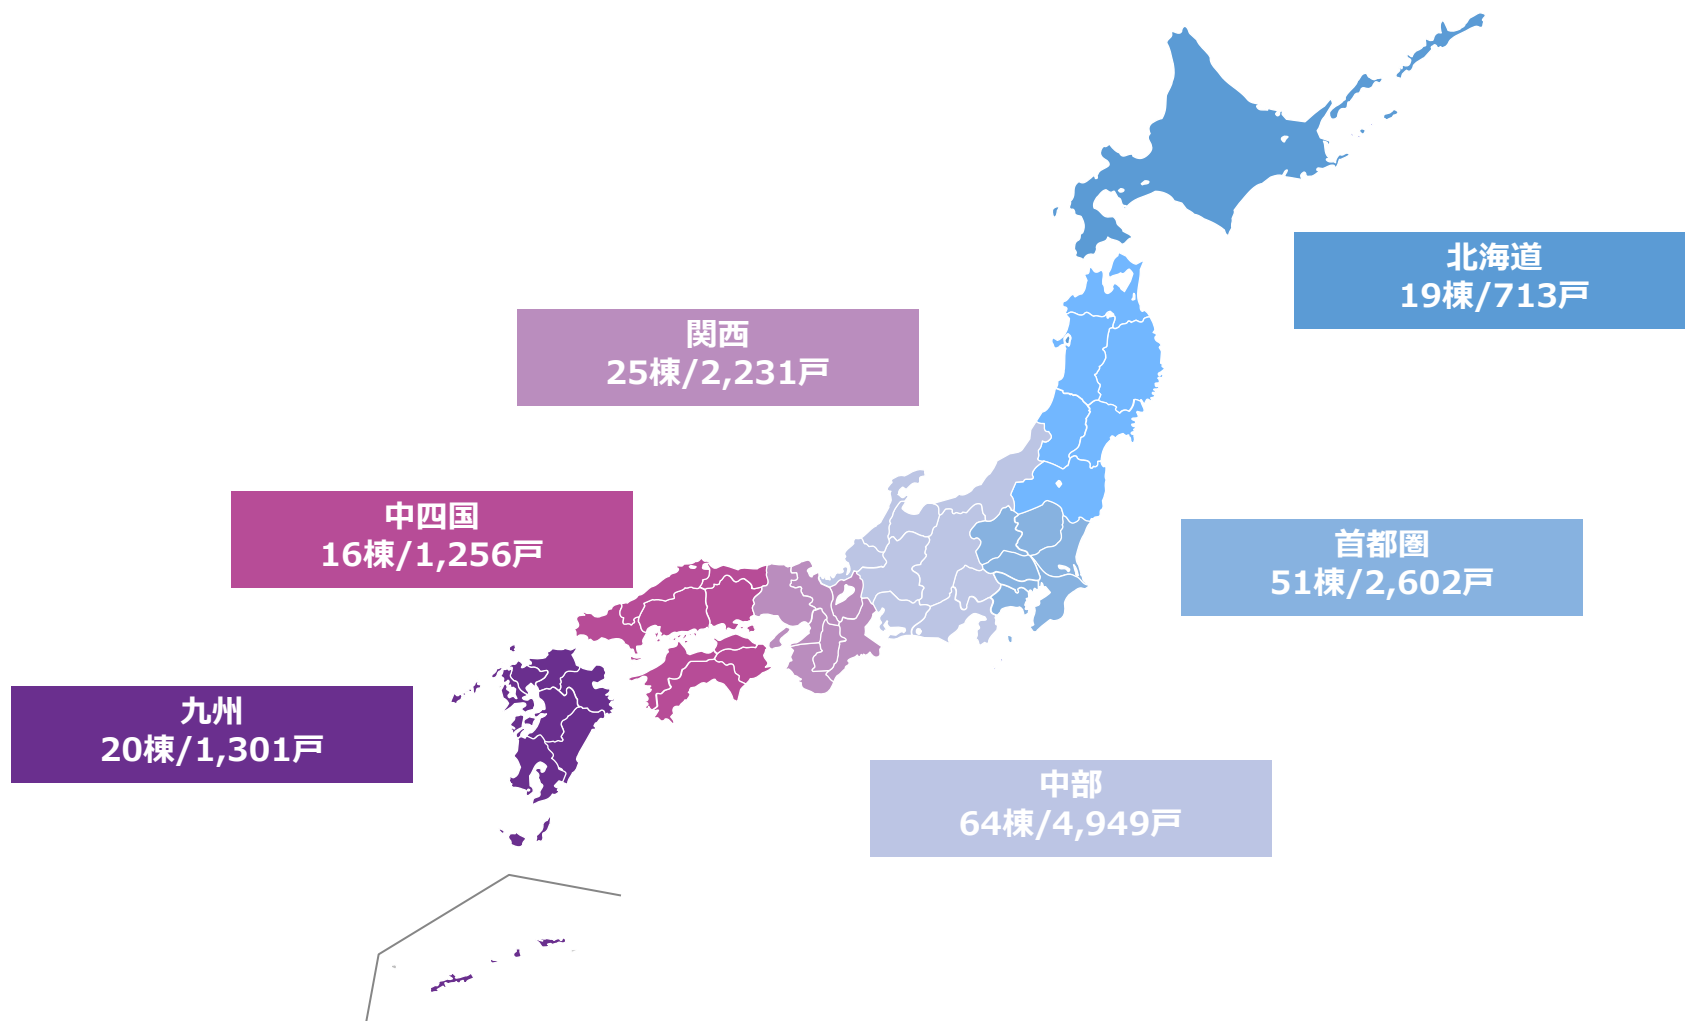 北海道
19棟/713戸
関西
25棟/2,231戸
中四国
16棟/1,256戸
首都圏
51棟/2,602戸
九州
20棟/1,301戸
中部
64棟/4,949戸